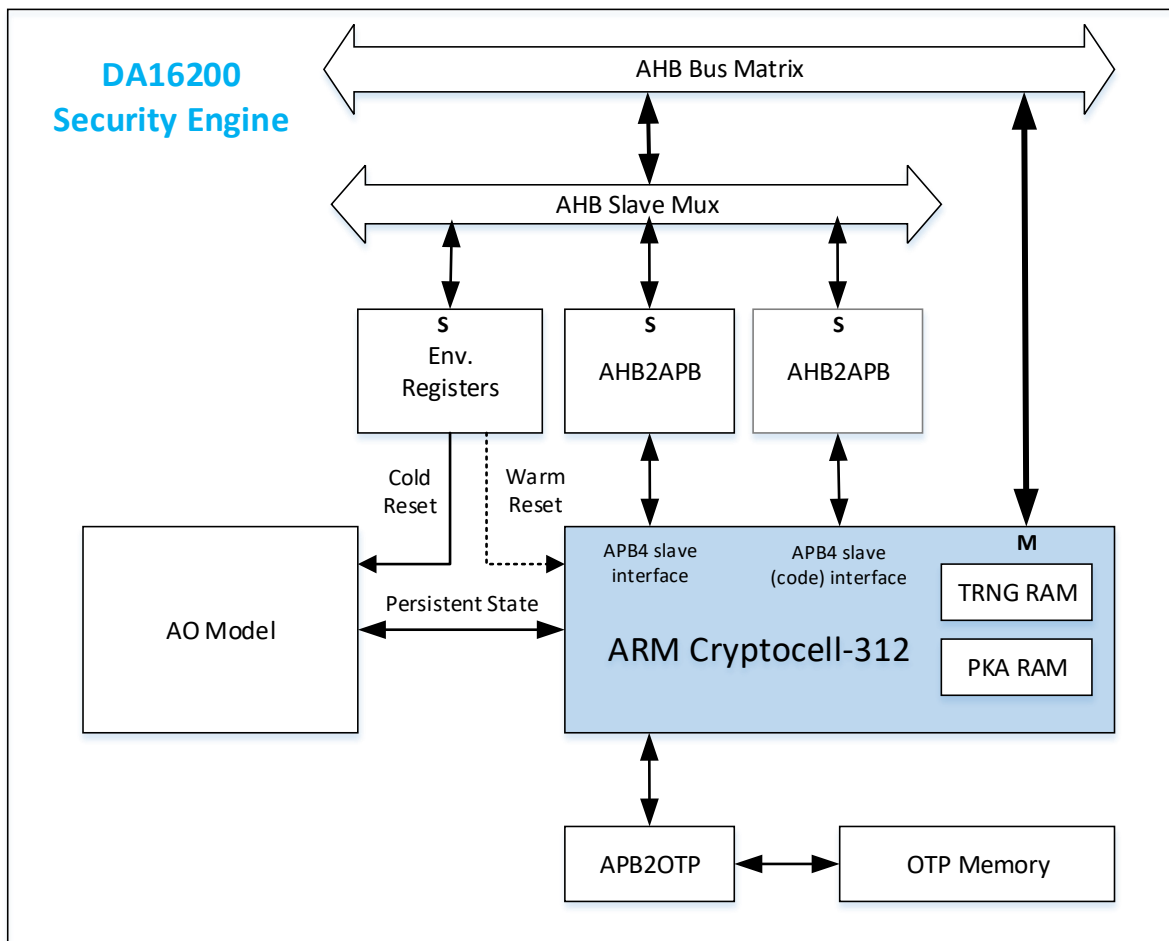 DA16200
Security Engine
AHB Bus Matrix
AHB Slave Mux
S
Env.
Registers
S
AHB2APB
S
AHB2APB
Cold
Reset
Warm
Reset
AO Model
Persistent State
APB4 slave
interface
APB4 slave
(code) interface
M
TRNG RAM
ARM Cryptocell-312
PKA RAM
APB2OTP
OTP Memory